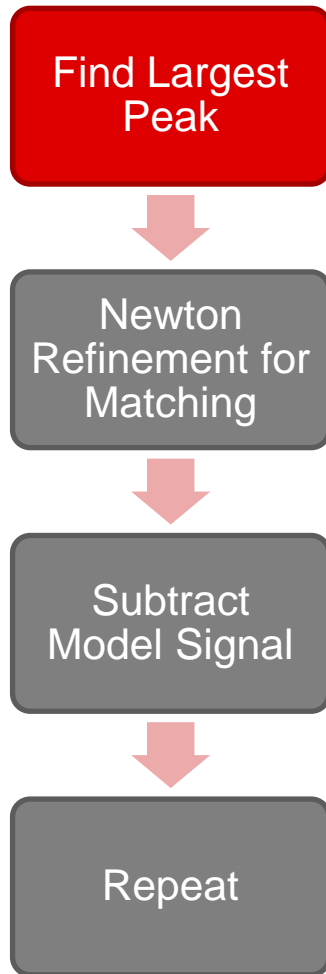 Find Largest
Peak
Newton
Refinement for
Matching
Subtract
Model Signal
Repeat